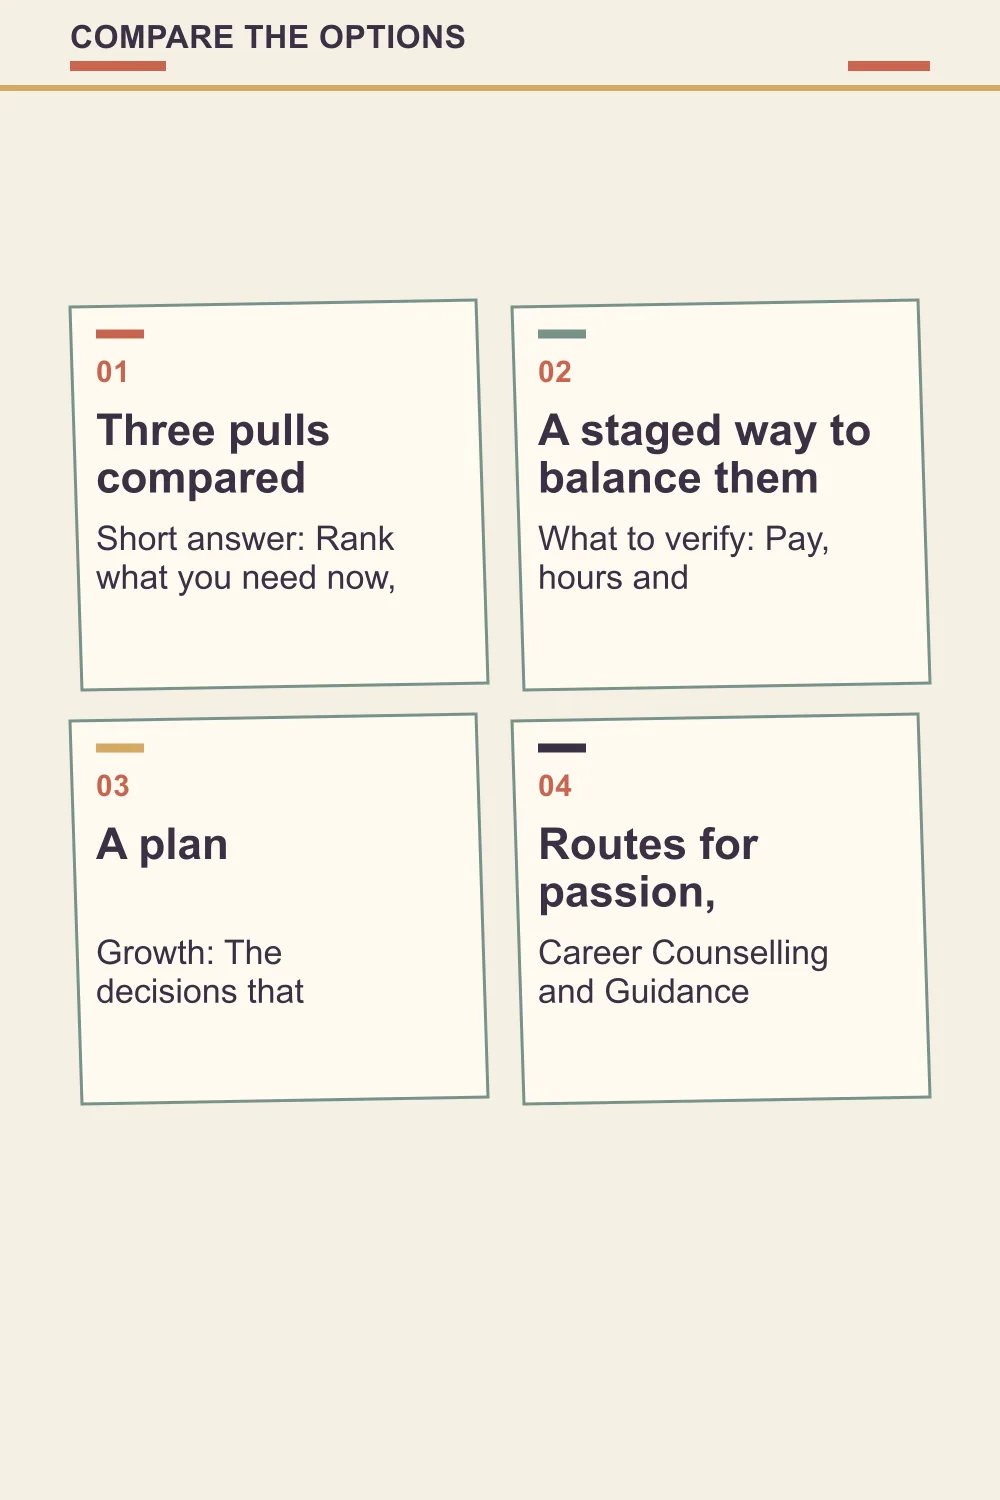 COMPARE THE OPTIONS
01
Three pulls
compared
Short answer: Rank
what you need now,
02
A staged way to
balance them
What to verify: Pay,
hours and
03
A plan
Growth: The
decisions that
04
Routes for
passion,
Career Counselling
and Guidance